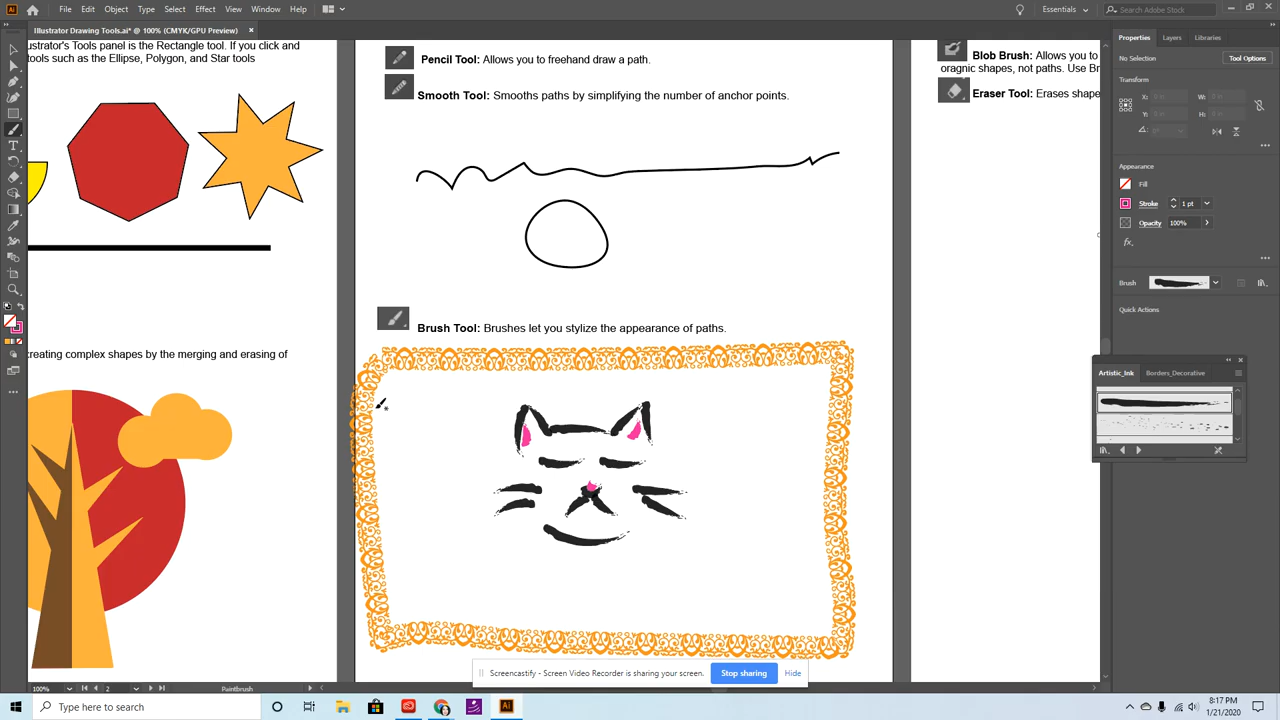 File Edit Object Type Select Effect View Window Help
Essentials
Search Adobe Stock
Illustrator Drawing Tools.ai* @ 100% (CMYK/GPU Preview)
ustrator's Tools panel is the Rectangle tool. If you click and
tools such as the Ellipse, Polygon, and Star tools
creating complex shapes by the merging and erasing of
Pencil Tool: Allows you to freehand draw a path.
Smooth Tool: Smooths paths by simplifying the number of anchor points.
Brush Tool: Brushes let you stylize the appearance of paths.
Blob Brush: Allows you to
oragnic shapes, not paths. Use Br
Eraser Tool: Erases shape
Properties Layers Libraries
No Selection Tool Options
Transform
X: W:
Y: H:
Appearance
Fill
Stroke 1 pt
Opacity 100%
fx.
Brush
Quick Actions
Artistic_Ink Borders_Decorative
Screencastify - Screen Video Recorder is sharing your screen. Stop sharing Hide
100% 2 Paintbrush
Type here to search
Ai
8:17 PM
1/21/2020